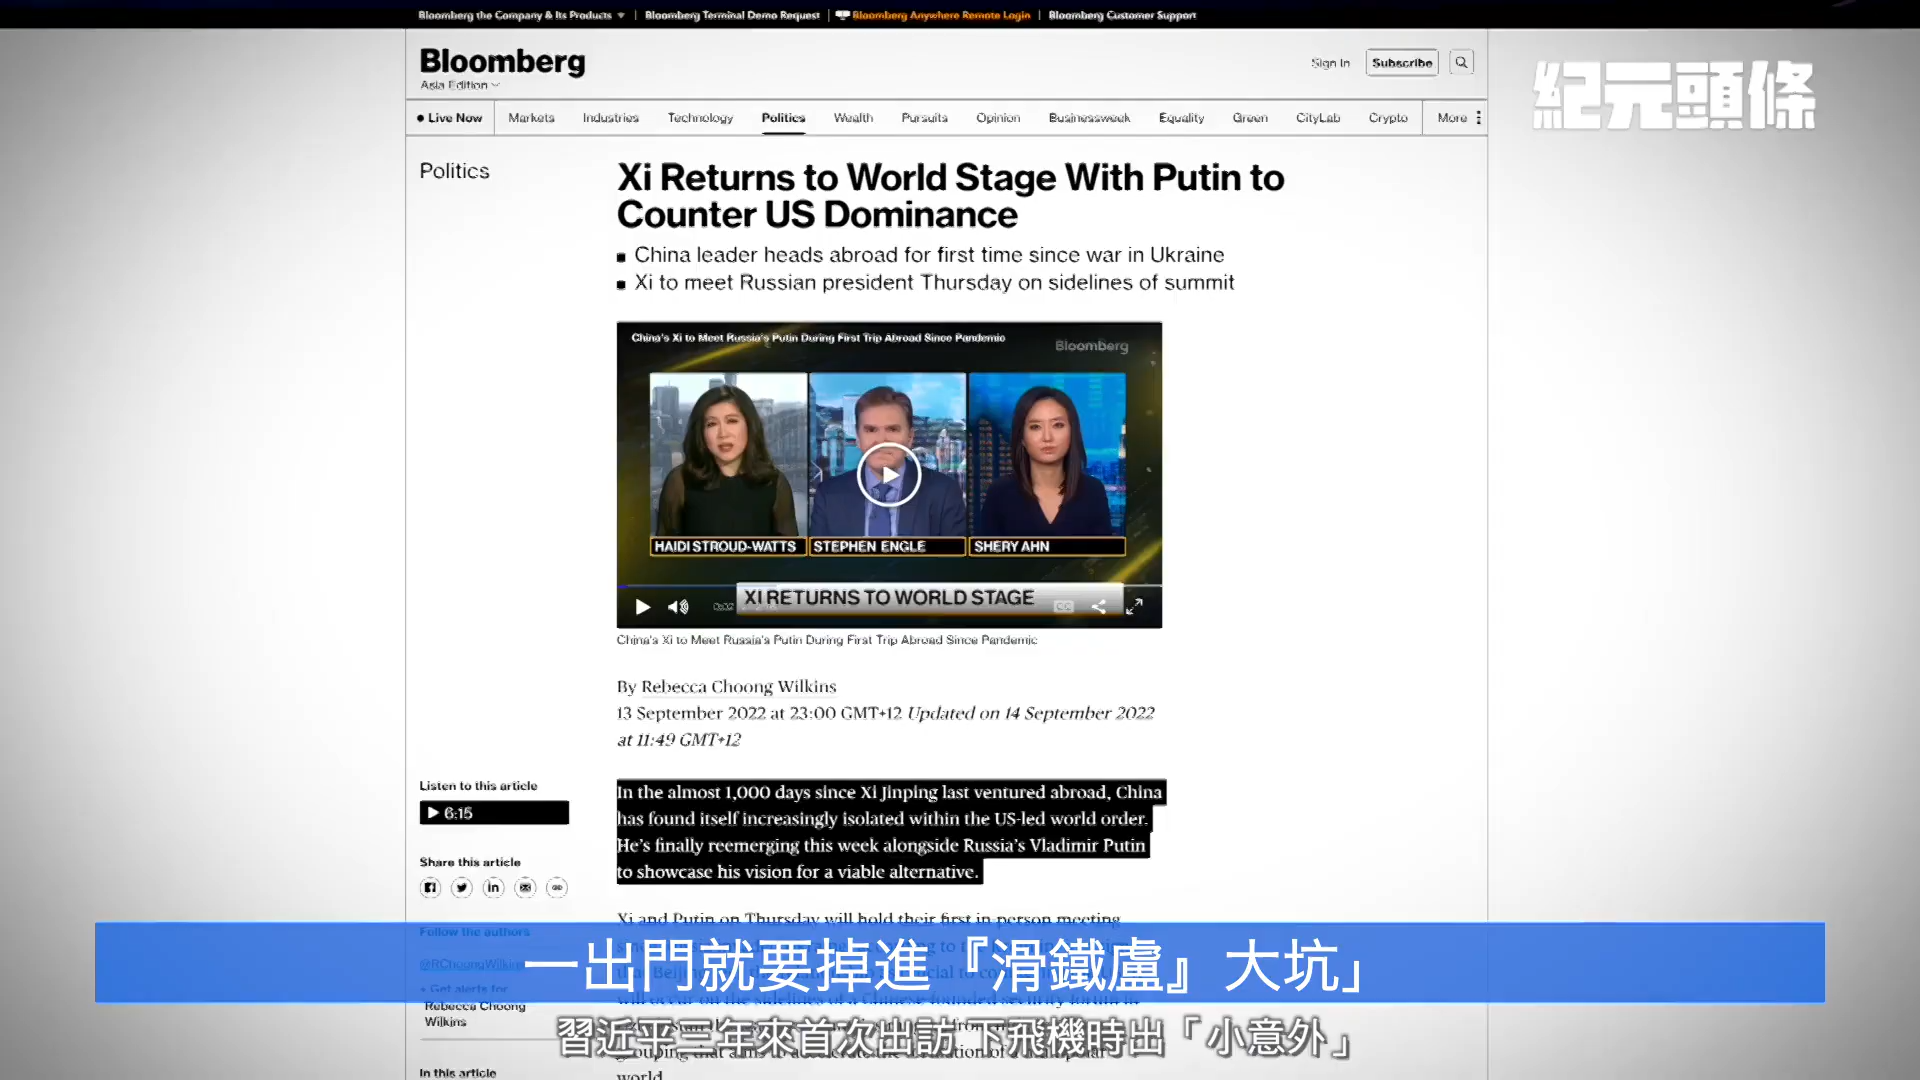 Bloomberg the Company & Its Products
Bloomberg Terminal Demo Request
Bloomberg Anywhere Remote Login
Bloomberg Customer Support
Bloomberg
Asia Edition
Sign In
Subscribe
紀元頭條
Live Now
Markets
Industries
Technology
Politics
Wealth
Pursuits
Opinion
Businessweek
Equality
Green
CityLab
Crypto
More
Politics
Xi Returns to World Stage With Putin to
Counter US Dominance
China leader heads abroad for first time since war in Ukraine
Xi to meet Russian president Thursday on sidelines of summit
China's Xi to Meet Russia's Putin During First Trip Abroad Since Pandemic
Bloomberg
HAIDI STROUD-WATTS
STEPHEN ENGLE
SHERY AHN
XI RETURNS TO WORLD STAGE
China's Xi to Meet Russia's Putin During First Trip Abroad Since Pandemic
By Rebecca Choong Wilkins
13 September 2022 at 23:00 GMT+12 Updated on 14 September 2022
at 11:49 GMT+12
Listen to this article
6:15
In the almost 1,000 days since Xi Jinping last ventured abroad, China
has found itself increasingly isolated within the US-led world order.
He's finally reemerging this week alongside Russia's Vladimir Putin
to showcase his vision for a viable alternative.
Share this article
Xi and Putin on Thursday will hold their first in-person meeting
Follow the authors
@RChoongWilkins
+ Get alerts for
Rebecca Choong
Wilkins
一出門就要掉進『滑鐵盧』大坑」
習近平三年來首次出訪 下飛機時出「小意外」
world.
In this article